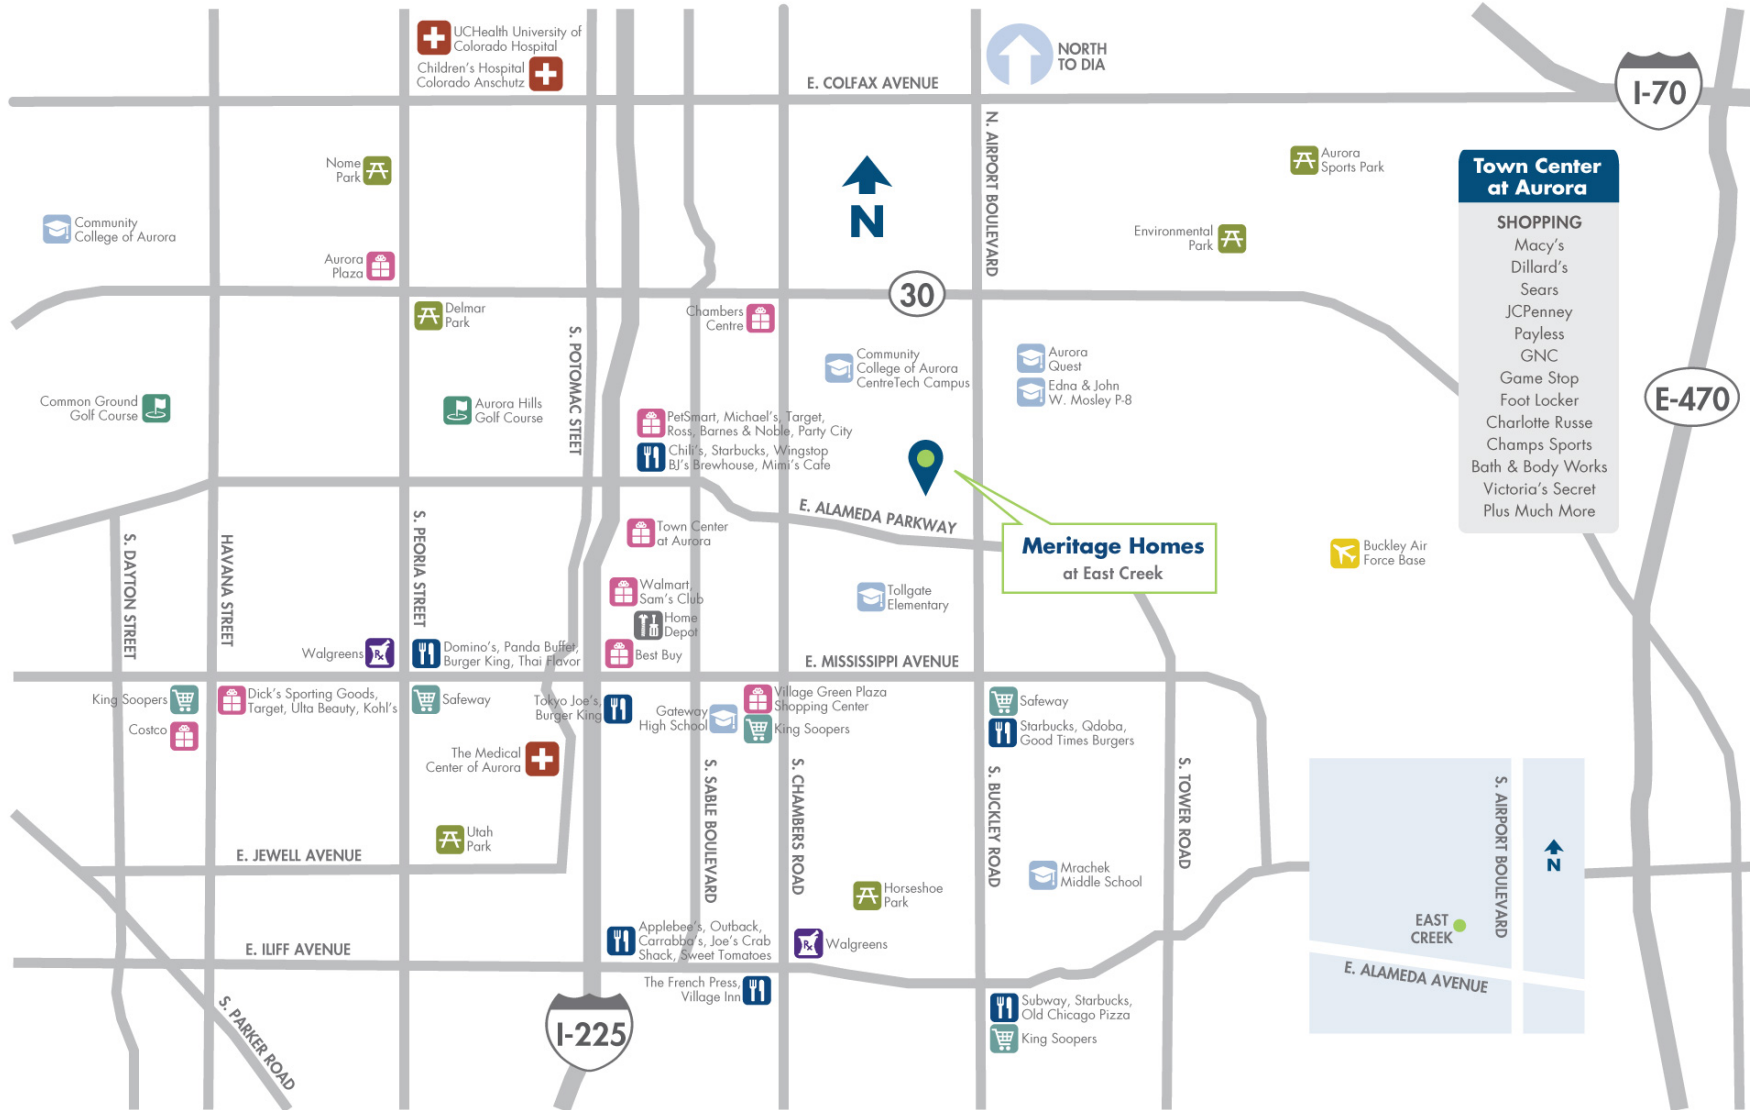 UCHealth University of
Colorado Hospital
Children's Hospital
Colorado Anschutz
NORTH
TO DIA
E. COLFAX AVENUE
I-70
N. AIRPORT BOULEVARD
Nome
Park
Aurora
Sports Park
N
Town Center
at Aurora
SHOPPING
Macy's
Dillard's
Sears
JCPenney
Payless
GNC
Game Stop
Foot Locker
Charlotte Russe
Champs Sports
Bath & Body Works
Victoria's Secret
Plus Much More
Community
College of Aurora
Environmental
Park
Aurora
Plaza
30
Delmar
Park
Chambers
Centre
S. POTOMAC STEET
Community
College of Aurora
CentreTech Campus
Aurora
Quest
Edna & John
W. Mosley P-8
E-470
Common Ground
Golf Course
Aurora Hills
Golf Course
PetSmart, Michael's, Target,
Ross, Barnes & Noble, Party City
Chili's, Starbucks, Wingstop
BJ's Brewhouse, Mimi's Cafe
E. ALAMEDA PARKWAY
Meritage Homes
at East Creek
Town Center
at Aurora
Buckley Air
Force Base
S. DAYTON STREET
HAVANA STREET
S. PEORIA STREET
Walmart,
Sam's Club
Home
Depot
Best Buy
Tollgate
Elementary
Walgreens
Rx
Domino's, Panda Buffet,
Burger King, Thai Flavor
E. MISSISSIPPI AVENUE
King Soopers
Costco
Dick's Sporting Goods,
Target, Ulta Beauty, Kohl's
Safeway
Tokyo Joe's,
Burger King
Gateway
High School
Village Green Plaza
Shopping Center
King Soopers
Safeway
Starbucks, Qdoba,
Good Times Burgers
The Medical
Center of Aurora
S. SABLE BOULEVARD
S. CHAMBERS ROAD
S. BUCKLEY ROAD
S. TOWER ROAD
S. AIRPORT BOULEVARD
N
Utah
Park
E. JEWELL AVENUE
Mrachek
Middle School
Horseshoe
Park
EAST
CREEK
E. ALAMEDA AVENUE
E. ILIFF AVENUE
Applebee's, Outback,
Carrabba's, Joe's Crab
Shack, Sweet Tomatoes
Rx
Walgreens
The French Press,
Village Inn
Subway, Starbucks,
Old Chicago Pizza
King Soopers
S. PARKER ROAD
I-225